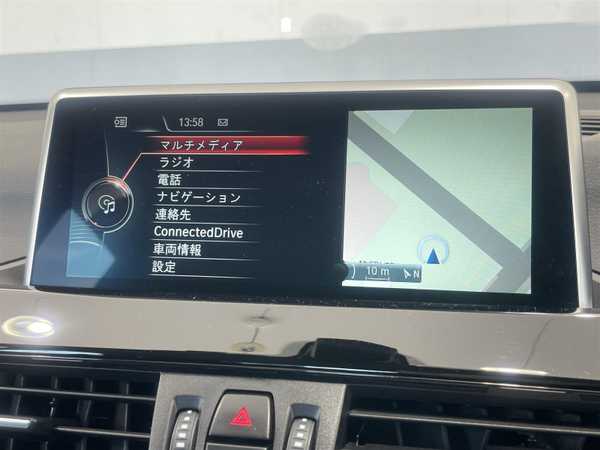 13:58
マルチメディア
ラジオ
電話
ナビゲーション
連絡先
ConnectedDrive
車両情報
設定
10 m
N